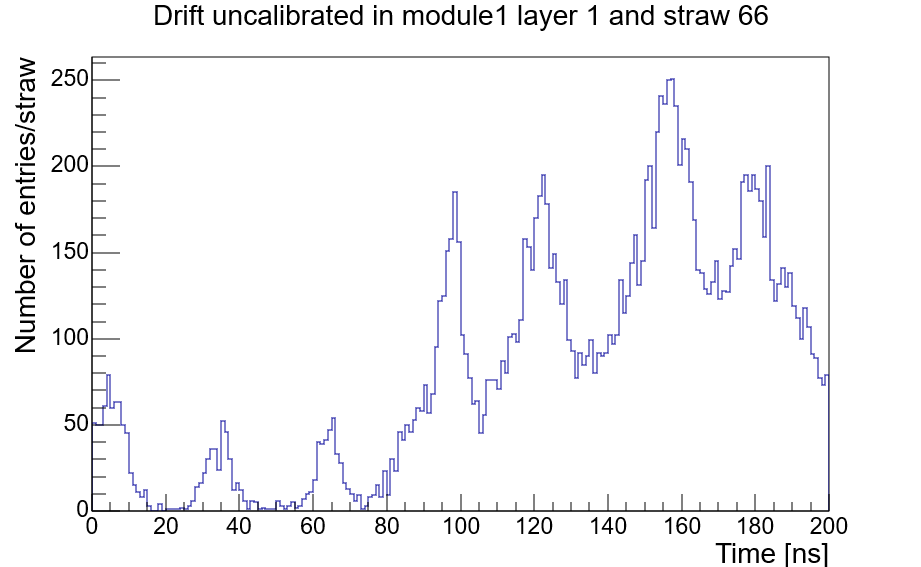 Drift uncalibrated in module1 layer 1 and straw 66
Number of entries/straw
250
200
150
100
50
0
0 20 40 60 80 100 120 140 160 180 200
Time [ns]